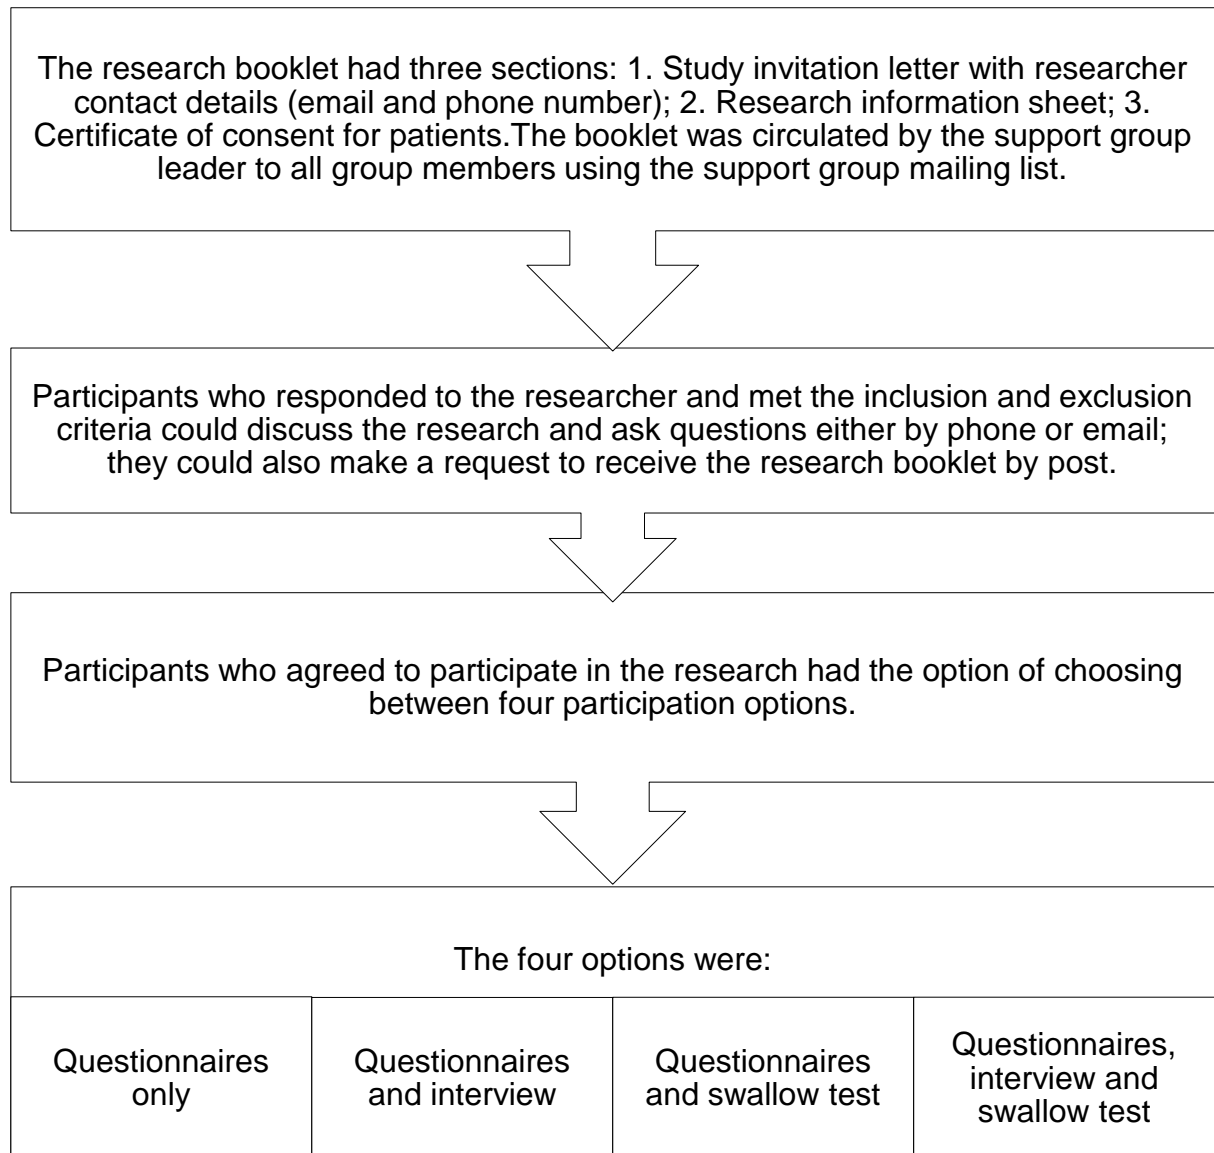 The research booklet had three sections: 1. Study invitation letter with researcher
contact details (email and phone number); 2. Research information sheet; 3.
Certificate of consent for patients.The booklet was circulated by the support group
leader to all group members using the support group mailing list.
Participants who responded to the researcher and met the inclusion and exclusion
criteria could discuss the research and ask questions either by phone or email;
they could also make a request to receive the research booklet by post.
Participants who agreed to participate in the research had the option of choosing
between four participation options.
The four options were:
Questionnaires
only
Questionnaires
and interview
Questionnaires
and swallow test
Questionnaires,
interview and
swallow test